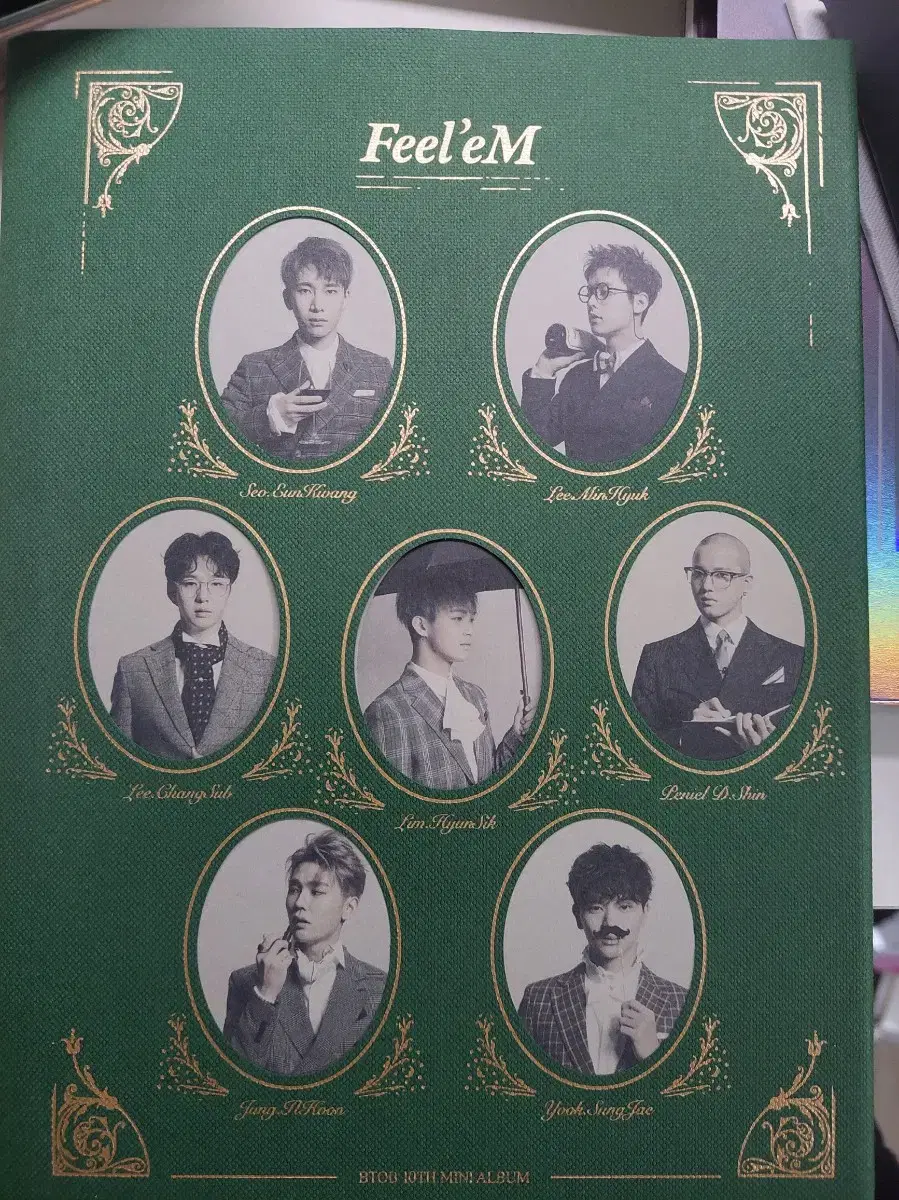 Feel'eM
Seo.EunKwang
Lee.MinHyuk
Lee.ChangSub
Lim.HyunSik
Peniel D.Shin
Jung.IlHoon
Yook.SungJae
BTOB 10TH MINI ALBUM